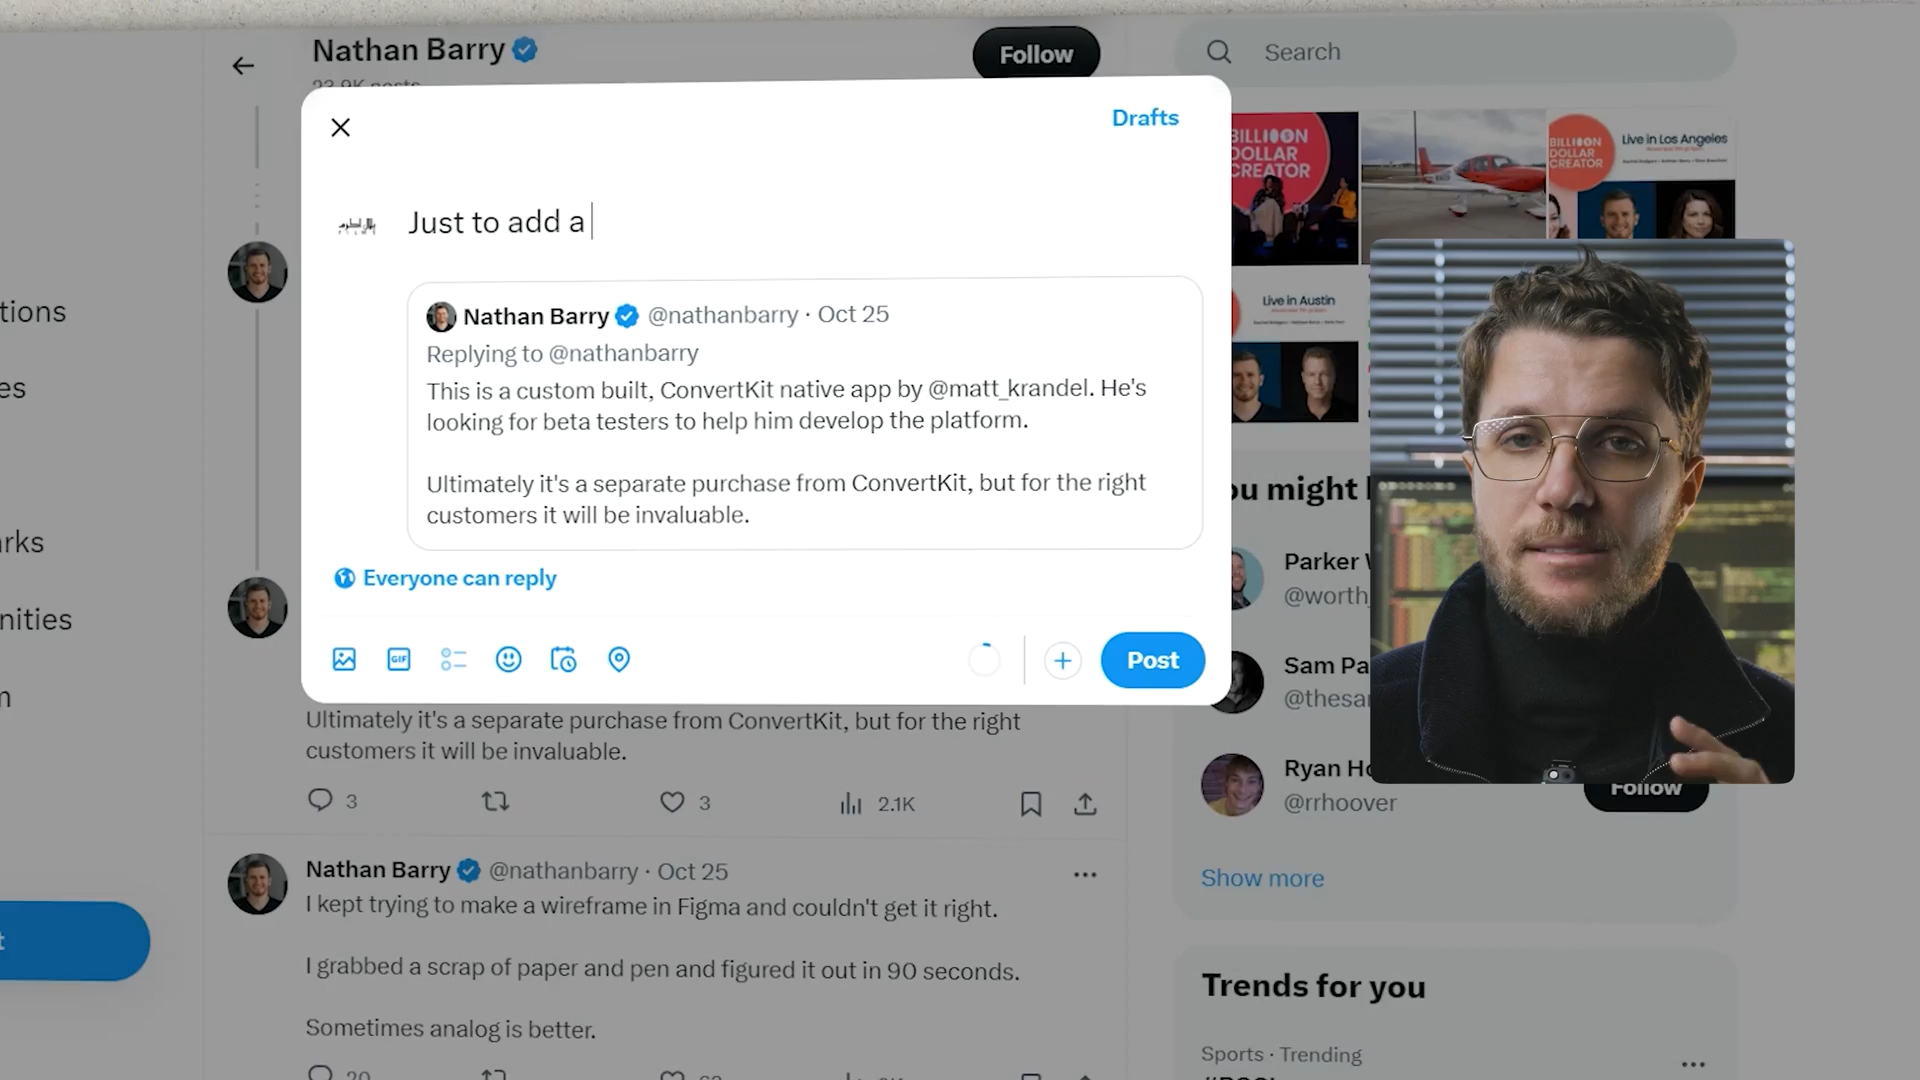 Nathan Barry
Follow
Search
Drafts
Just to add a
Nathan Barry @nathanbarry · Oct 25
Replying to @nathanbarry
This is a custom built, ConvertKit native app by @matt_krandel. He's
looking for beta testers to help him develop the platform.
Ultimately it's a separate purchase from ConvertKit, but for the right
customers it will be invaluable.
Everyone can reply
GIF
Post
Ultimately it's a separate purchase from ConvertKit, but for the right
customers it will be invaluable.
3
3
2.1K
Nathan Barry @nathanbarry · Oct 25
I kept trying to make a wireframe in Figma and couldn't get it right.
I grabbed a scrap of paper and pen and figured it out in 90 seconds.
Sometimes analog is better.
BILLION
DOLLAR
CREATOR
BILLION
DOLLAR
CREATOR
Live in Los Angeles
Live in Austin
ou might
Parker
@worth_
Sam Pa
@thesa
Ryan Ho
@rrhoover
Follow
Show more
Trends for you
Sports · Trending
tions
es
rks
nities